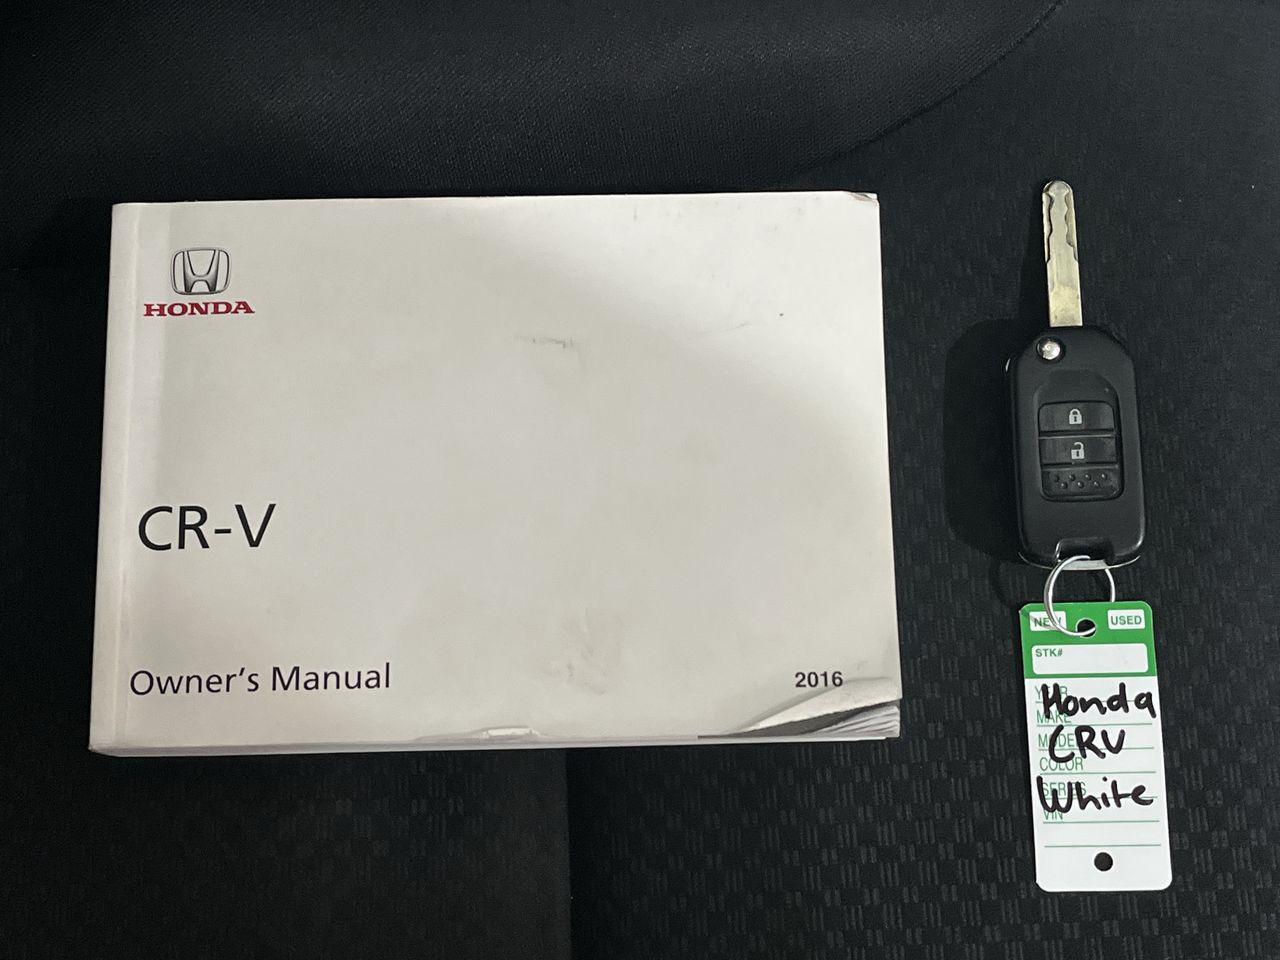 HONDA
CR-V
Owner's Manual
2016
NEW
USED
STK#
YEAR
Honda
MAKE
MODEL
CRV
COLOR
SERIES
White
VIN